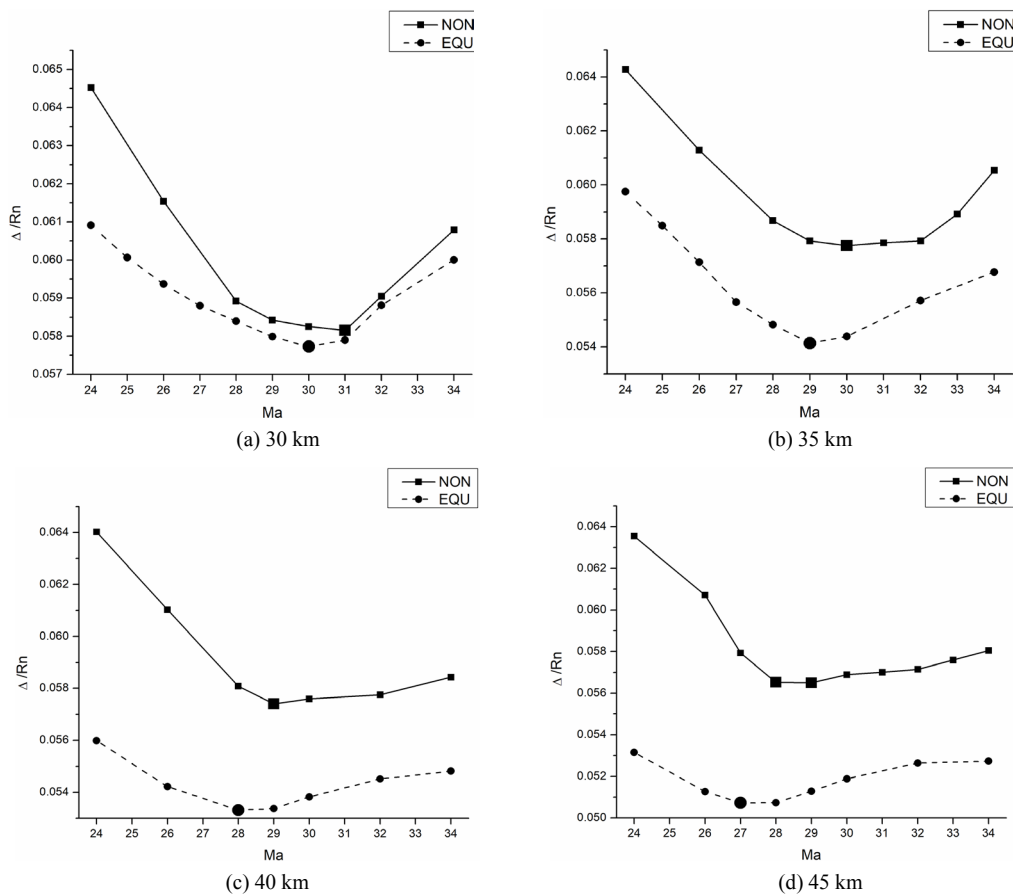 NON
EQU
0.065
0.064
0.063
0.062
0.061
0.060
0.059
0.058
0.057
Δ /Rn
24 25 26 27 28 29 30 31 32 33 34
Ma
(a) 30 km
NON
EQU
0.064
0.062
0.060
0.058
0.056
0.054
Δ /Rn
24 25 26 27 28 29 30 31 32 33 34
Ma
(b) 35 km
NON
EQU
0.064
0.062
0.060
0.058
0.056
0.054
Δ /Rn
24 25 26 27 28 29 30 31 32 33 34
Ma
(c) 40 km
NON
EQU
0.064
0.062
0.060
0.058
0.056
0.054
0.052
0.050
Δ /Rn
24 25 26 27 28 29 30 31 32 33 34
Ma
(d) 45 km